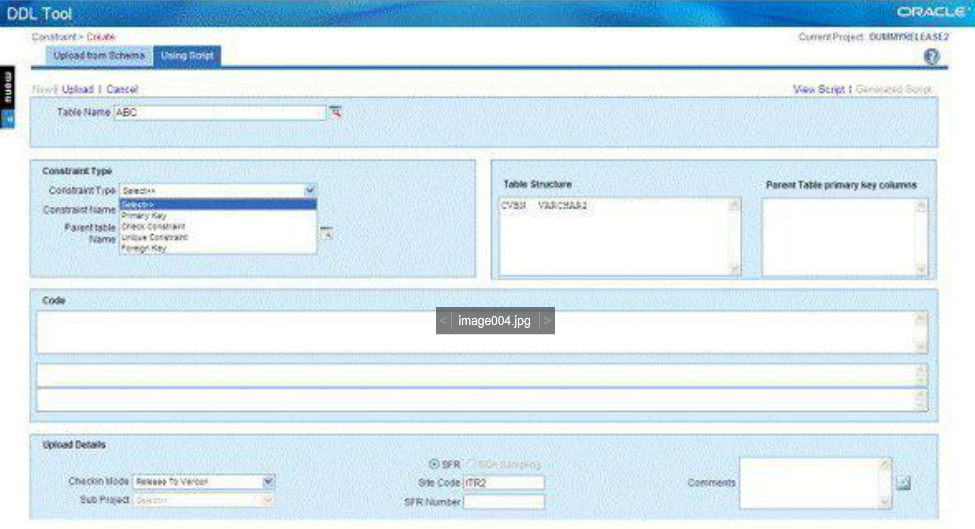 DDL Tool
ORACLE
Constraint > Create
Current Project: DUMMYRELEASE2
Upload from Schema
Using Script
?
menu
New | Upload | Cancel
View Script | Generated Script
Table Name ABC
Constraint Type
Constraint Type Select>>
Select>>
Primary Key
Check Constraint
Unique Constraint
Foreign Key
Constraint Name
Parent table
Name
Table Structure
CVBN VARCHAR2
Parent Table primary key columns
Code
< image004.jpg >
Upload Details
Checkin Mode Release To Version
Sub Project Select>>
SFR
Site Code ITR2
SFR Number
Comments